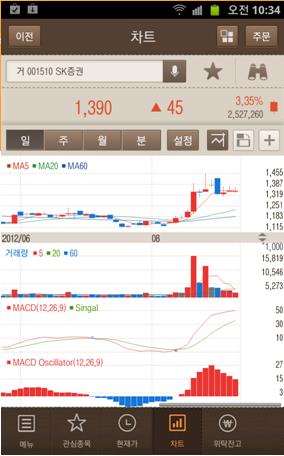 오전 10:34
이전 차트 주문
거 001510 SK증권
1,390 ▲ 45 3,35% 2,527,260
일 주 월 분 설정
MA5 MA20 MA60
1,455
1,387
1,319
1,251
1,183
1,115
2012/06 08
거래량 5 20 60
×1,000
15,819
10,546
5,273
MACD(12,26,9) Singal
50
30
10
MACD Oscillator(12,26,9)
27
15
3
메뉴 관심종목 현재가 차트 위탁잔고